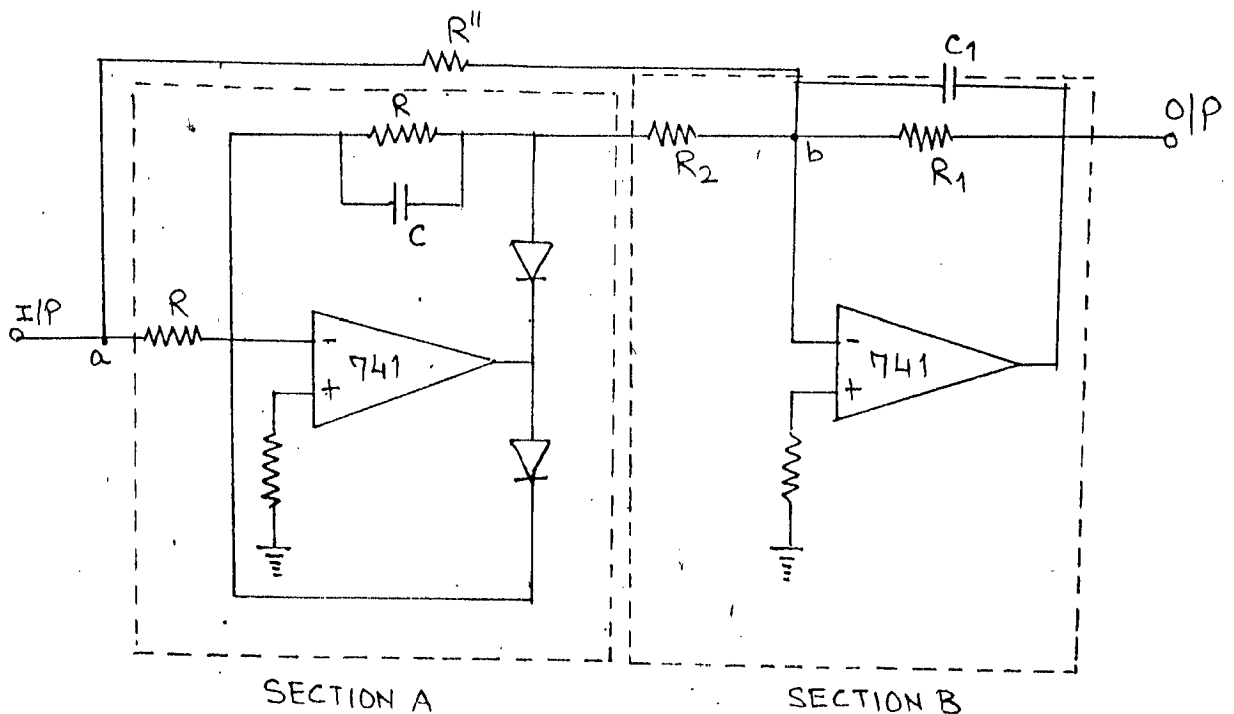 R"
C1
R
O/P
R2
b
R1
C
I/P
R
a
-
741
+
-
741
+
SECTION A
SECTION B